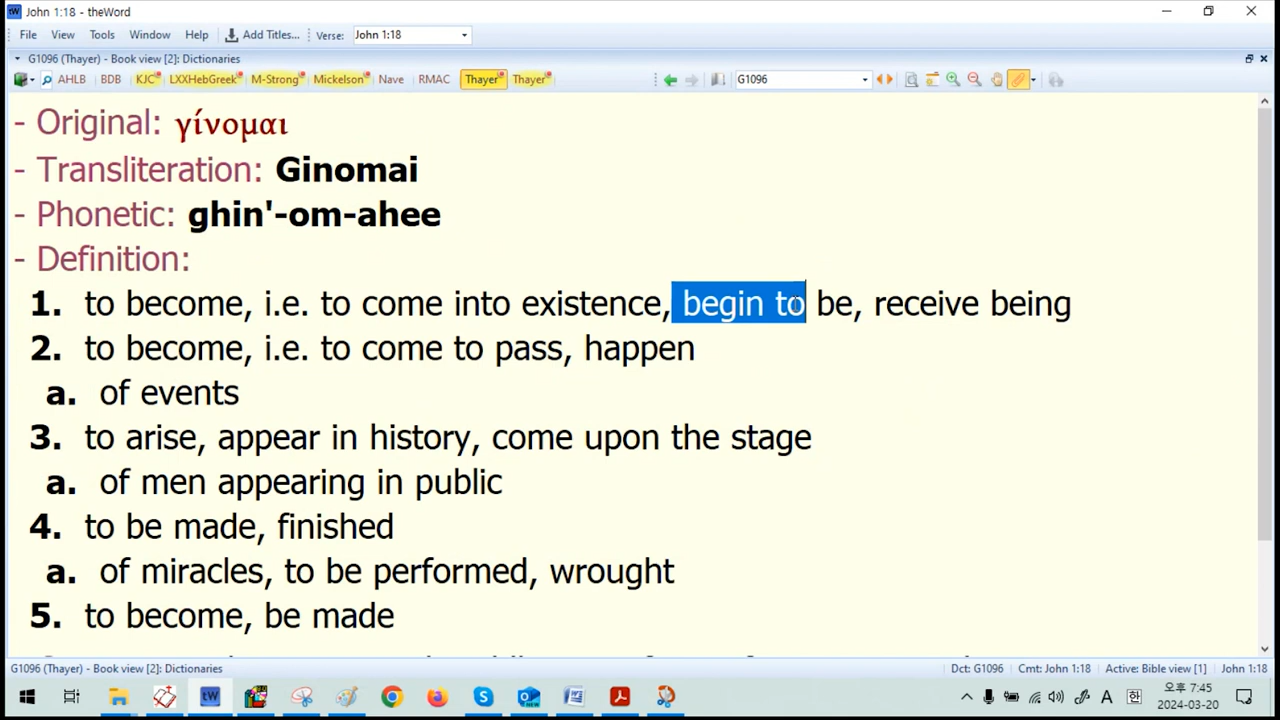 John 1:18 - theWord
File View Tools Window Help Add Titles... Verse: John 1:18
G1096 (Thayer) - Book view [2]: Dictionaries
AHLB BDB KJC LXXHebGreek M-Strong Mickelson Nave RMAC Thayer Thayer G1096
- Original: γίνομαι
- Transliteration: Ginomai
- Phonetic: ghin'-om-ahee
- Definition:
1. to become, i.e. to come into existence, begin to be, receive being
2. to become, i.e. to come to pass, happen
a. of events
3. to arise, appear in history, come upon the stage
a. of men appearing in public
4. to be made, finished
a. of miracles, to be performed, wrought
5. to become, be made
G1096 (Thayer) - Book view [2]: Dictionaries Dct: G1096 Cmt: John 1:18 Active: Bible view [1] John 1:18
tW A 한 오후 7:45
2024-03-20